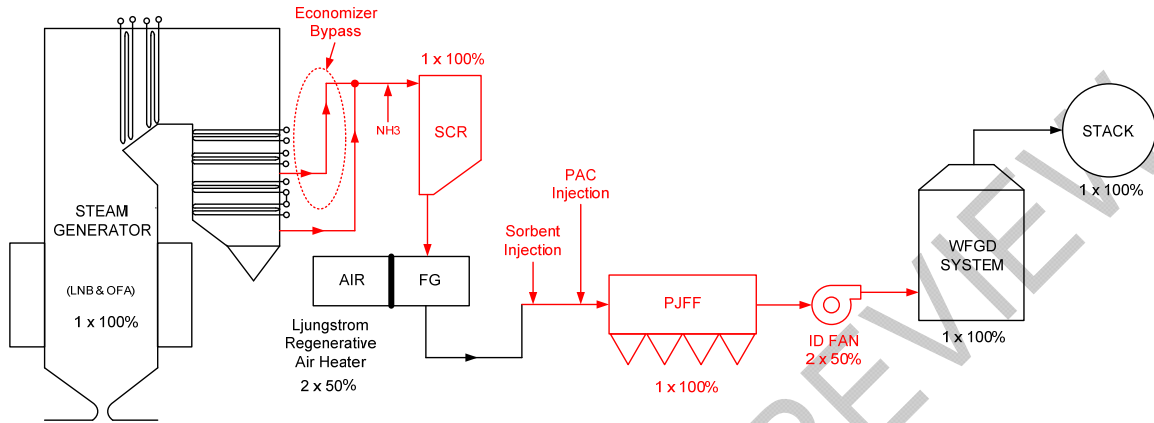 Economizer
Bypass
1 x 100%
NH3
SCR
STEAM
GENERATOR
(LNB & OFA)
1 x 100%
AIR
FG
Ljungstrom
Regenerative
Air Heater
2 x 50%
Sorbent
Injection
PAC
Injection
PJFF
1 x 100%
ID FAN
2 x 50%
WFGD
SYSTEM
1 x 100%
STACK
1 x 100%
REVIEW